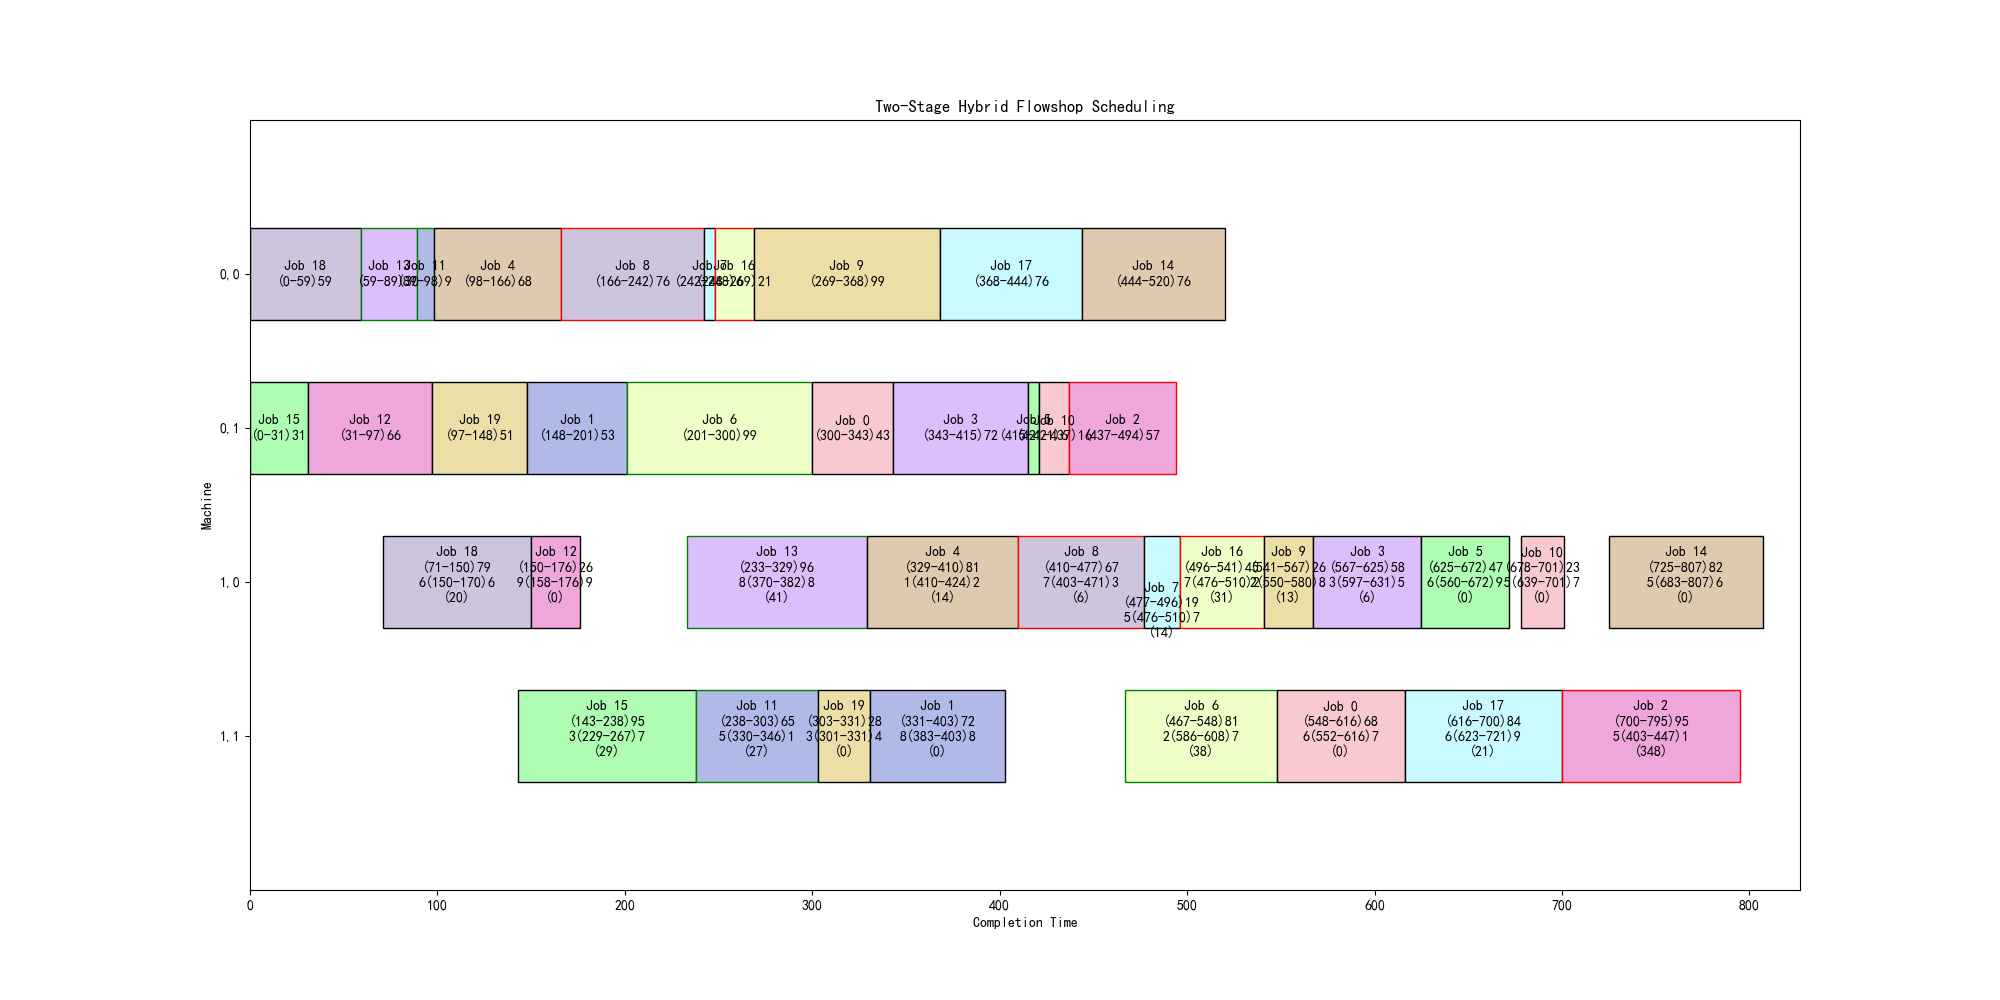 Two-Stage Hybrid Flowshop Scheduling
0,0
Job 18
(0-59)59
Job 13
(59-89)
Job 11
Job 4
(98-166)68
Job 8
(166-242)76
Job 7
Job 16
Job 9
(269-368)99
Job 17
(368-444)76
Job 14
(444-520)76
0,1
Job 15
(0-31)31
Job 12
(31-97)66
Job 19
(97-148)51
Job 1
(148-201)53
Job 6
(201-300)99
Job 0
(300-343)43
Job 3
(343-415)72
Job 5
Job 10
Job 2
(437-494)57
Machine
1,0
Job 18
(71-150)79
6(150-170)6
(20)
Job 12
(150-176)26
9(158-176)9
(0)
Job 13
(233-329)96
8(370-382)8
(41)
Job 4
(329-410)81
1(410-424)2
(14)
Job 8
(410-477)67
7(403-471)3
(6)
Job 7
(477-496)19
5(476-510)7
(14)
Job 16
(496-541)45
7(476-510)2
(31)
Job 9
(541-567)26
(550-580)8
(13)
Job 3
(567-625)58
3(597-631)5
(6)
Job 5
(625-672)47
6(560-672)9
(0)
Job 10
(678-701)23
5(639-701)7
(0)
Job 14
(725-807)82
5(683-807)6
(0)
1,1
Job 15
(143-238)95
3(229-267)7
(29)
Job 11
(238-303)65
5(330-346)1
(27)
Job 19
(303-331)28
3(301-331)4
(0)
Job 1
(331-403)72
8(383-403)8
(0)
Job 6
(467-548)81
2(586-608)7
(38)
Job 0
(548-616)68
6(552-616)7
(0)
Job 17
(616-700)84
6(623-721)9
(21)
Job 2
(700-795)95
5(403-447)1
(348)
0 100 200 300 400 500 600 700 800
Completion Time